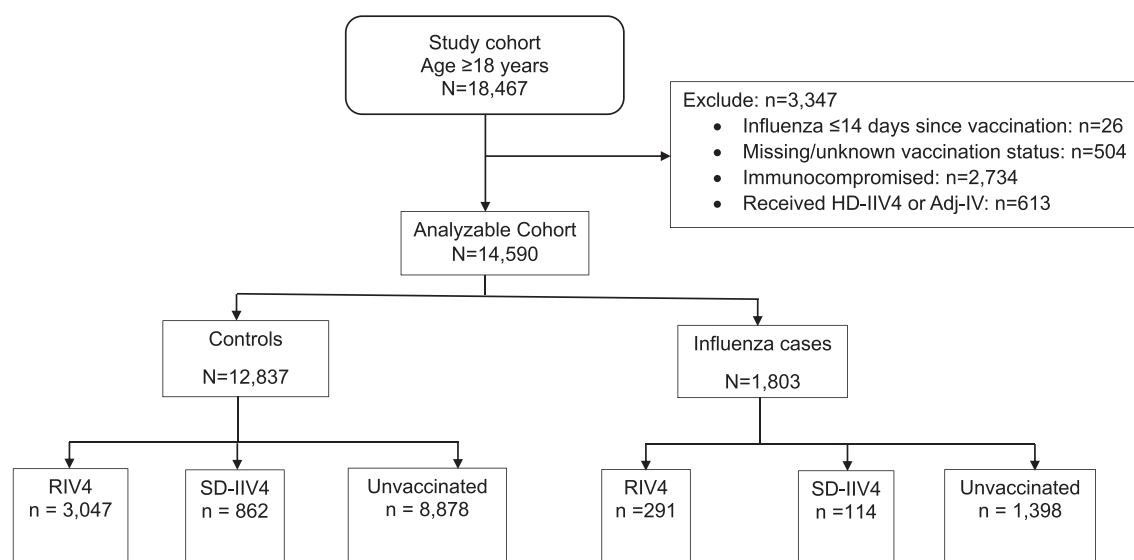 Study cohort
Age ≥18 years
N=18,467
Exclude: n=3,347
• Influenza ≤14 days since vaccination: n=26
• Missing/unknown vaccination status: n=504
• Immunocompromised: n=2,734
• Received HD-IIV4 or Adj-IV: n=613
Analyzable Cohort
N=14,590
Controls
N=12,837
Influenza cases
N=1,803
RIV4
n = 3,047
SD-IIV4
n = 862
Unvaccinated
n = 8,878
RIV4
n =291
SD-IIV4
n =114
Unvaccinated
n = 1,398